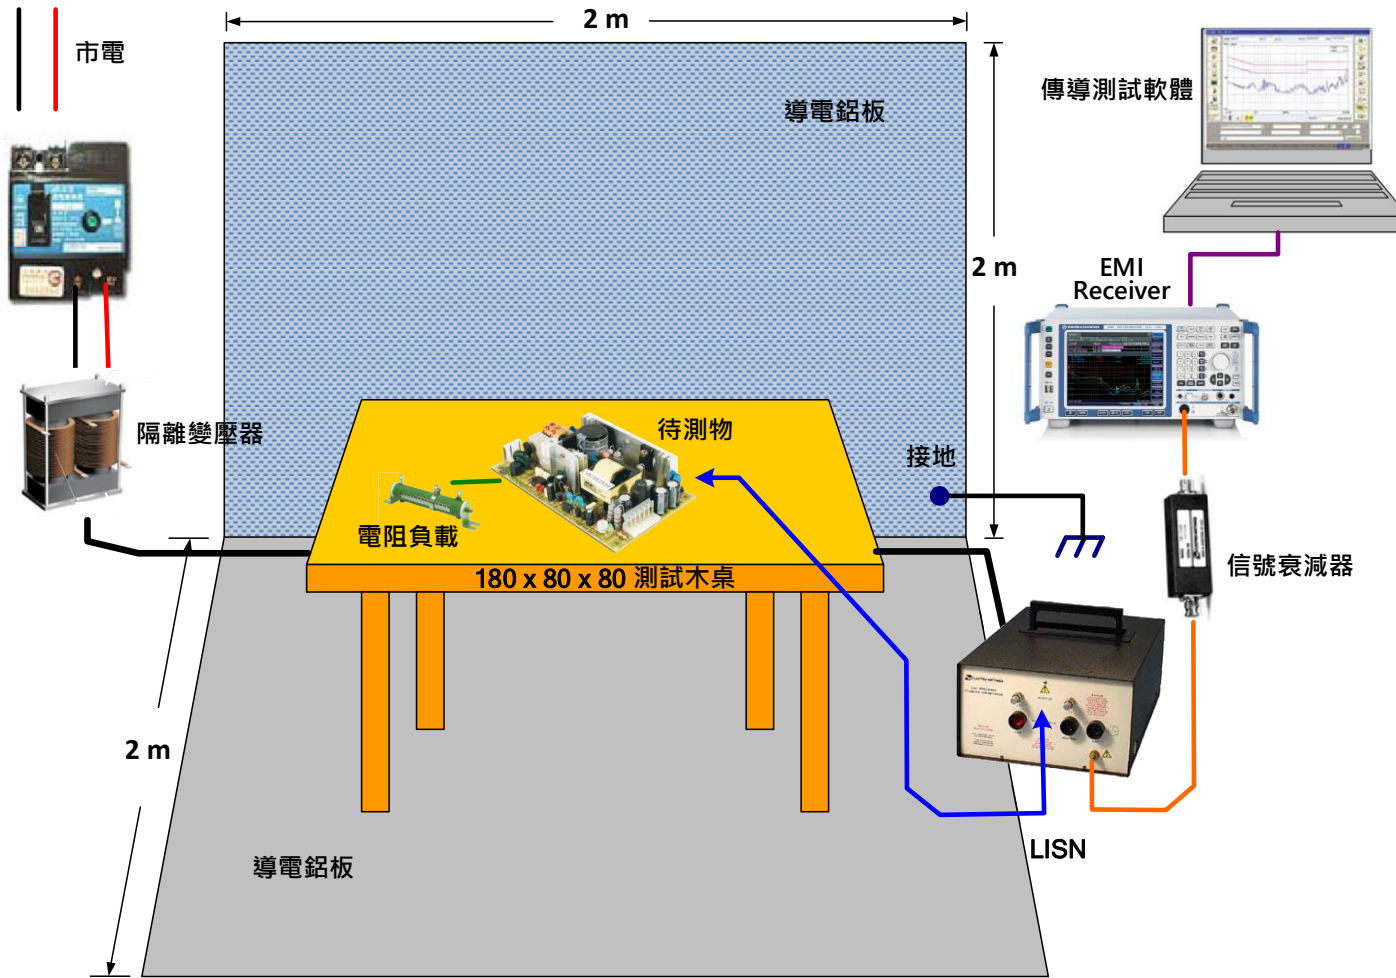 2 m
市電
導電鋁板
傳導測試軟體
2 m
EMI
Receiver
隔離變壓器
待測物
接地
電阻負載
信號衰減器
180 x 80 x 80 測試木桌
2 m
LISN
導電鋁板